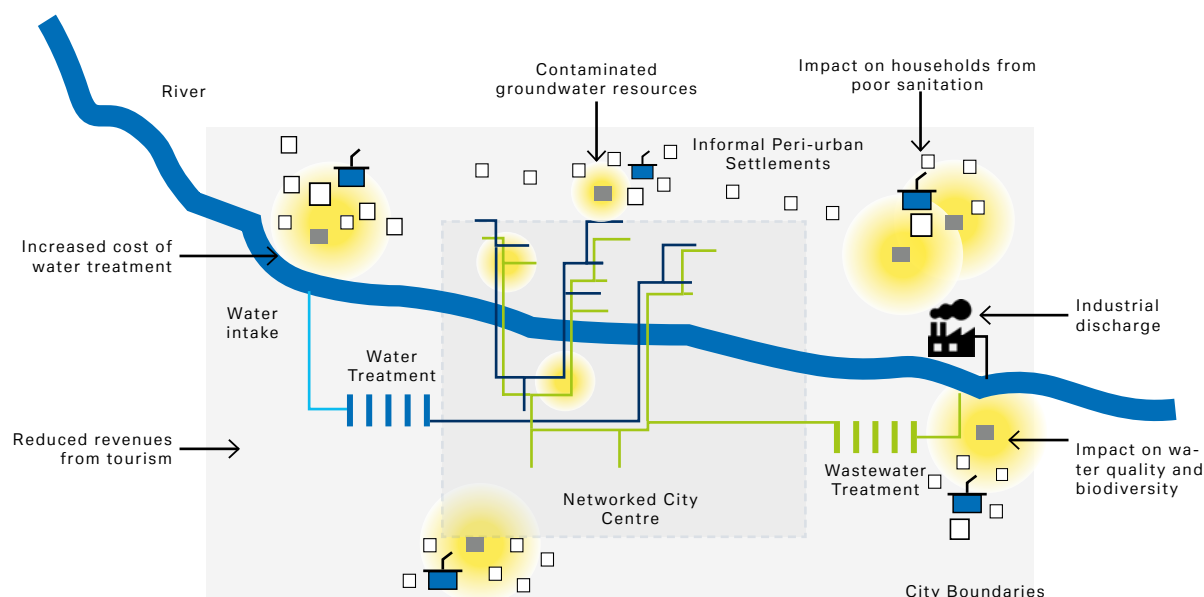 Contaminated
groundwater resources
Impact on households from
poor sanitation
River
Informal Peri-urban
Settlements
Increased cost of
water treatment
Water
intake
Industrial
discharge
Water
Treatment
Reduced revenues
from tourism
Impact on wa-
ter quality and
biodiversity
Wastewater
Treatment
Networked City
Centre
City Boundaries